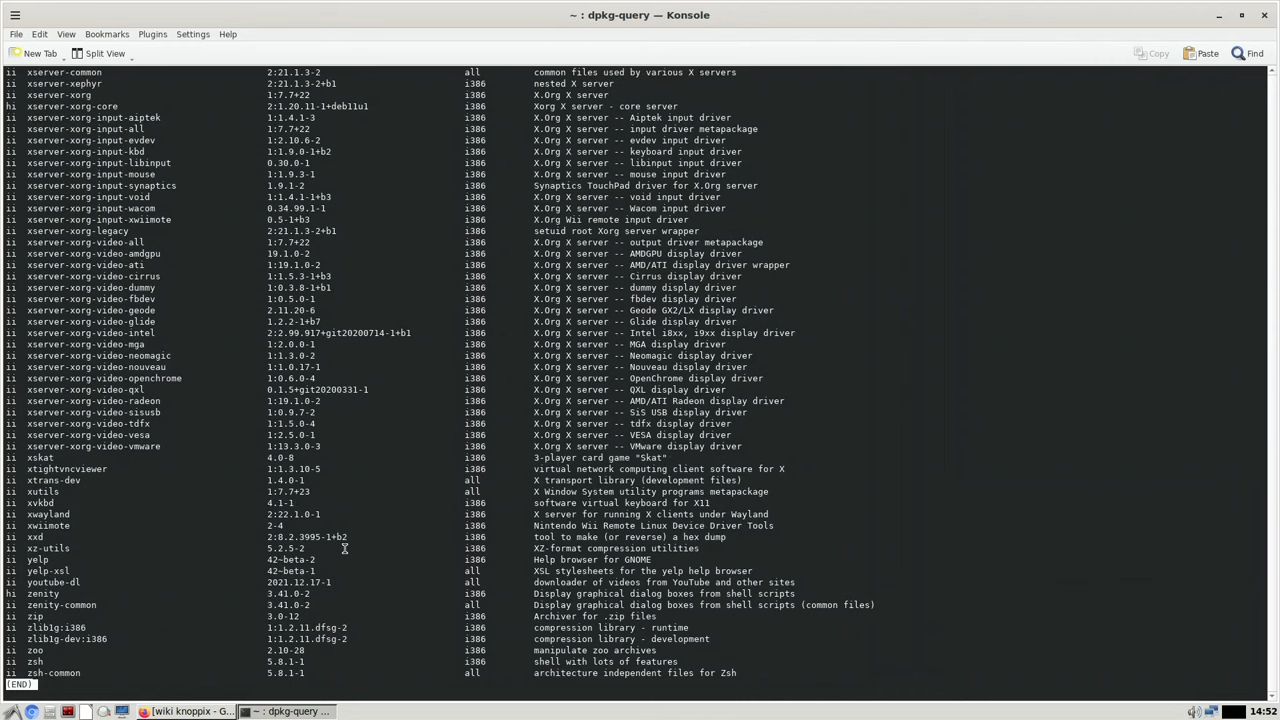 ~ : dpkg-query — Konsole
File Edit View Bookmarks Plugins Settings Help
New Tab Split View Copy Paste Find
ii xserver-common 2:21.1.3-2 all common files used by various X servers
ii xserver-xephyr 2:21.1.3-2+b1 i386 nested X server
ii xserver-xorg 1:7.7+22 i386 X.Org X server
hi xserver-xorg-core 2:1.20.11-1+deb11u1 i386 Xorg X server - core server
ii xserver-xorg-input-aiptek 1:1.4.1-3 i386 X.Org X server -- Aiptek input driver
ii xserver-xorg-input-all 1:7.7+22 i386 X.Org X server -- input driver metapackage
ii xserver-xorg-input-evdev 1:2.10.6-2 i386 X.Org X server -- evdev input driver
ii xserver-xorg-input-kbd 1:1.9.0-1+b2 i386 X.Org X server -- keyboard input driver
ii xserver-xorg-input-libinput 0.30.0-1 i386 X.Org X server -- libinput input driver
ii xserver-xorg-input-mouse 1:1.9.3-1 i386 X.Org X server -- mouse input driver
ii xserver-xorg-input-synaptics 1.9.1-2 i386 Synaptics TouchPad driver for X.Org server
ii xserver-xorg-input-void 1:1.4.1-1+b3 i386 X.Org X server -- void input driver
ii xserver-xorg-input-wacom 0.34.99.1-1 i386 X.Org X server -- Wacom input driver
ii xserver-xorg-input-xwiimote 0.5-1+b3 i386 X.Org Wii remote input driver
ii xserver-xorg-legacy 2:21.1.3-2+b1 i386 setuid root Xorg server wrapper
ii xserver-xorg-video-all 1:7.7+22 i386 X.Org X server -- output driver metapackage
ii xserver-xorg-video-amdgpu 19.1.0-2 i386 X.Org X server -- AMDGPU display driver
ii xserver-xorg-video-ati 1:19.1.0-2 i386 X.Org X server -- AMD/ATI display driver wrapper
ii xserver-xorg-video-cirrus 1:1.5.3-1+b3 i386 X.Org X server -- Cirrus display driver
ii xserver-xorg-video-dummy 1:0.3.8-1+b1 i386 X.Org X server -- dummy display driver
ii xserver-xorg-video-fbdev 1:0.5.0-1 i386 X.Org X server -- fbdev display driver
ii xserver-xorg-video-geode 2.11.20-6 i386 X.Org X server -- Geode GX2/LX display driver
ii xserver-xorg-video-glide 1.2.2-1+b7 i386 X.Org X server -- Glide display driver
ii xserver-xorg-video-intel 2:2.99.917+git20200714-1+b1 i386 X.Org X server -- Intel i8xx, i9xx display driver
ii xserver-xorg-video-mga 1:2.0.0-1 i386 X.Org X server -- MGA display driver
ii xserver-xorg-video-neomagic 1:1.3.0-2 i386 X.Org X server -- Neomagic display driver
ii xserver-xorg-video-nouveau 1:1.0.17-1 i386 X.Org X server -- Nouveau display driver
ii xserver-xorg-video-openchrome 1:0.6.0-4 i386 X.Org X server -- OpenChrome display driver
ii xserver-xorg-video-qxl 0.1.5+git20200331-1 i386 X.Org X server -- QXL display driver
ii xserver-xorg-video-radeon 1:19.1.0-2 i386 X.Org X server -- AMD/ATI Radeon display driver
ii xserver-xorg-video-sisusb 1:0.9.7-2 i386 X.Org X server -- SiS USB display driver
ii xserver-xorg-video-tdfx 1:1.5.0-4 i386 X.Org X server -- tdfx display driver
ii xserver-xorg-video-vesa 1:2.5.0-1 i386 X.Org X server -- VESA display driver
ii xserver-xorg-video-vmware 1:13.3.0-3 i386 X.Org X server -- VMware display driver
ii xskat 4.0-8 i386 3-player card game "Skat"
ii xtightvncviewer 1:1.3.10-5 i386 virtual network computing client software for X
ii xtrans-dev 1.4.0-1 all X transport library (development files)
ii xutils 1:7.7+23 all X Window System utility programs metapackage
ii xvkbd 4.1-1 i386 software virtual keyboard for X11
ii xwayland 2:22.1.0-1 i386 X server for running X clients under Wayland
ii xwiimote 2-4 i386 Nintendo Wii Remote Linux Device Driver Tools
ii xxd 2:8.2.3995-1+b2 i386 tool to make (or reverse) a hex dump
ii xz-utils 5.2.5-2 i386 XZ-format compression utilities
ii yelp 42~beta-2 i386 Help browser for GNOME
ii yelp-xsl 42~beta-1 all XSL stylesheets for the yelp help browser
ii youtube-dl 2021.12.17-1 all downloader of videos from YouTube and other sites
hi zenity 3.41.0-2 i386 Display graphical dialog boxes from shell scripts
ii zenity-common 3.41.0-2 all Display graphical dialog boxes from shell scripts (common files)
ii zip 3.0-12 i386 Archiver for .zip files
ii zlib1g:i386 1:1.2.11.dfsg-2 i386 compression library - runtime
ii zlib1g-dev:i386 1:1.2.11.dfsg-2 i386 compression library - development
ii zoo 2.10-28 i386 manipulate zoo archives
ii zsh 5.8.1-1 i386 shell with lots of features
ii zsh-common 5.8.1-1 all architecture independent files for Zsh
(END)
[wiki knoppix - G... ~ : dpkg-query ... 14:52